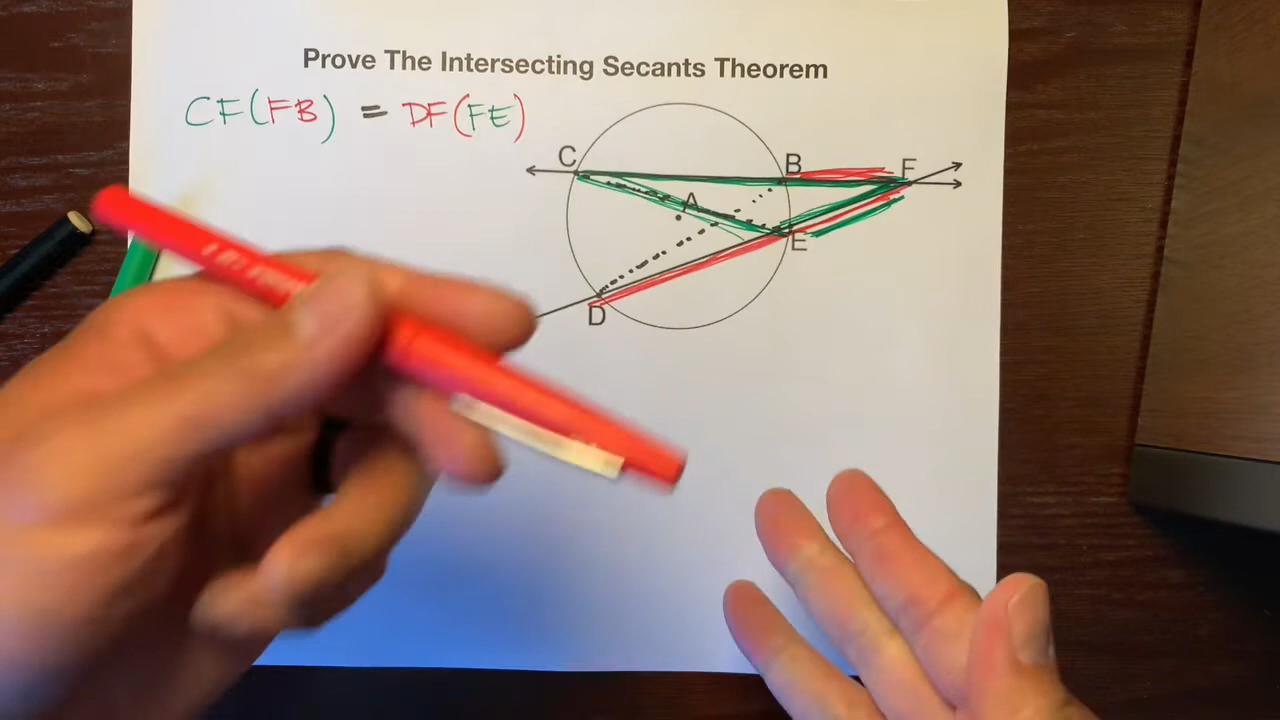 Prove The Intersecting Secants Theorem
CF(FB) = DF(FE)
C
B
F
A
E
D